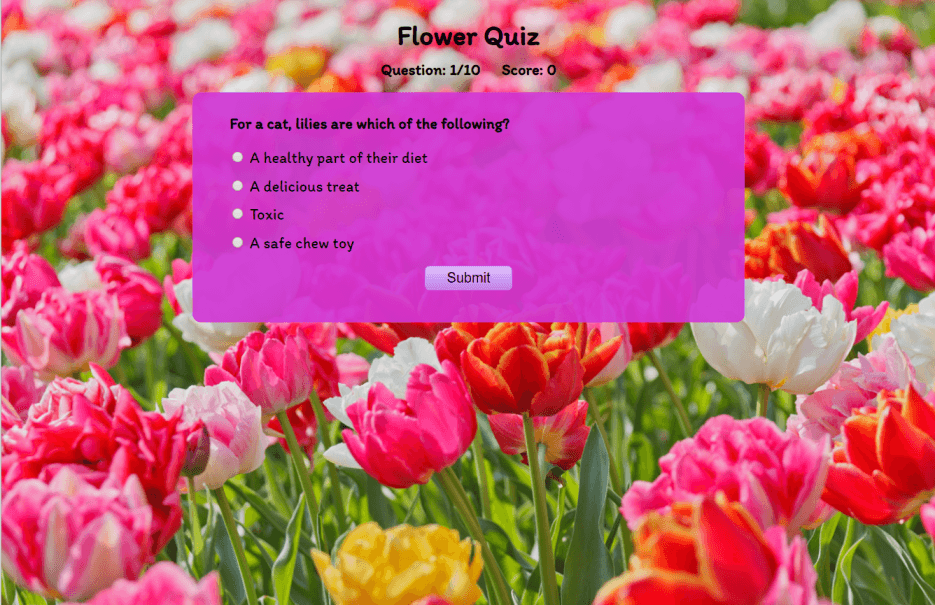 Flower Quiz
Question: 1/10 Score: 0
For a cat, lilies are which of the following?
A healthy part of their diet
A delicious treat
Toxic
A safe chew toy
Submit